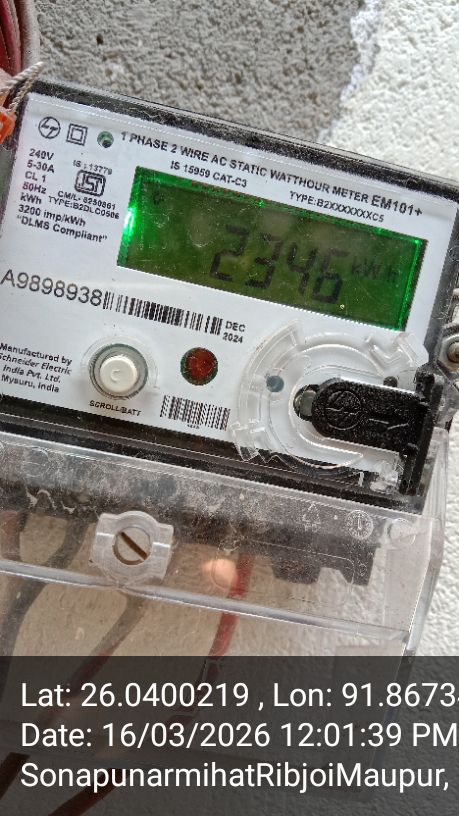 1 PHASE 2 WIRE AC STATIC WATTHOUR METER EM101+
IS 15959 CAT-C3
TYPE:B2XXXXXXXC5
240V
5-30A
CL 1
50Hz
kWh
IS : 13779
ISI
CM/L- 8250861
TYPE:B2DLC0506
3200 imp/kWh
"DLMS Compliant"
2346 kWh
A9898938
DEC
2024
Manufactured by
Schneider Electric
India Pvt. Ltd.
Mysuru, India
SCROLL/BATT
Lat: 26.0400219 , Lon: 91.8673
Date: 16/03/2026 12:01:39 PM
SonapunarmihatRibjoiMaupur,